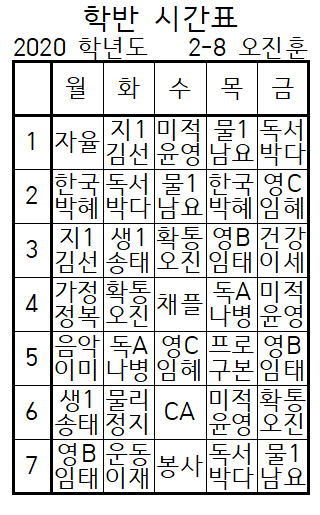 학반 시간표
2020 학년도 2-8 오진훈
월 화 수 목 금
1 자율 지1 김선 미적 윤영 물1 남요 독서 박다
2 한국 박혜 독서 박다 물1 남요 한국 박혜 영C 임혜
3 지1 김선 생1 송태 확통 오진 영B 임태 건강 이세
4 가정 정복 확통 오진 채플 독A 나병 미적 윤영
5 음악 이미 독A 나병 영C 임혜 프로 구본 영B 임태
6 생1 송태 물리 정지 CA 미적 윤영 확통 오진
7 영B 임태 운동 이재 봉사 독서 박다 물1 남요